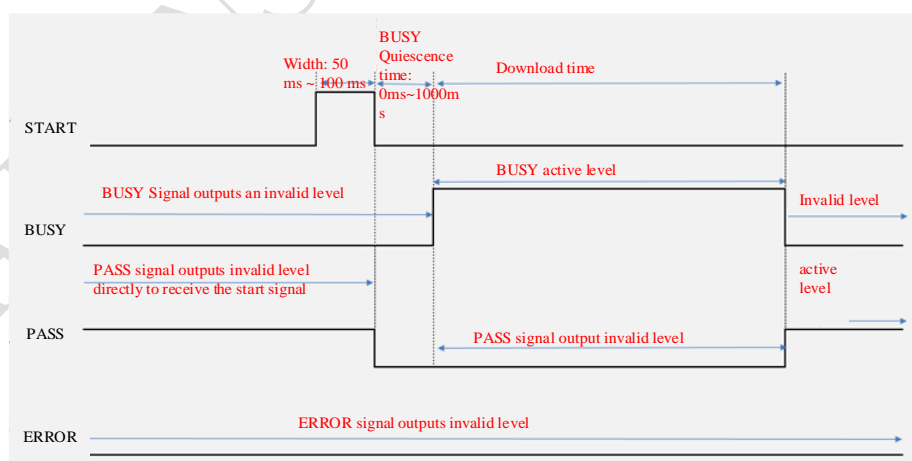 BUSY
Quiescence
time:
0ms~1000m
s
Width: 50
ms ~ 100 ms
Download time
START
BUSY active level
BUSY Signal outputs an invalid level
Invalid level
BUSY
PASS signal outputs invalid level
directly to receive the start signal
active
level
PASS
PASS signal output invalid level
ERROR signal outputs invalid level
ERROR